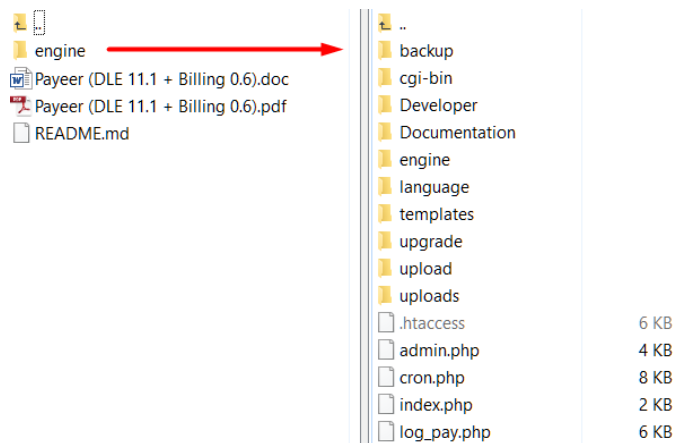 ..
engine
Payeer (DLE 11.1 + Billing 0.6).doc
Payeer (DLE 11.1 + Billing 0.6).pdf
README.md
..
backup
cgi-bin
Developer
Documentation
engine
language
templates
upgrade
upload
uploads
.htaccess 6 KB
admin.php 4 KB
cron.php 8 KB
index.php 2 KB
log_pay.php 6 KB